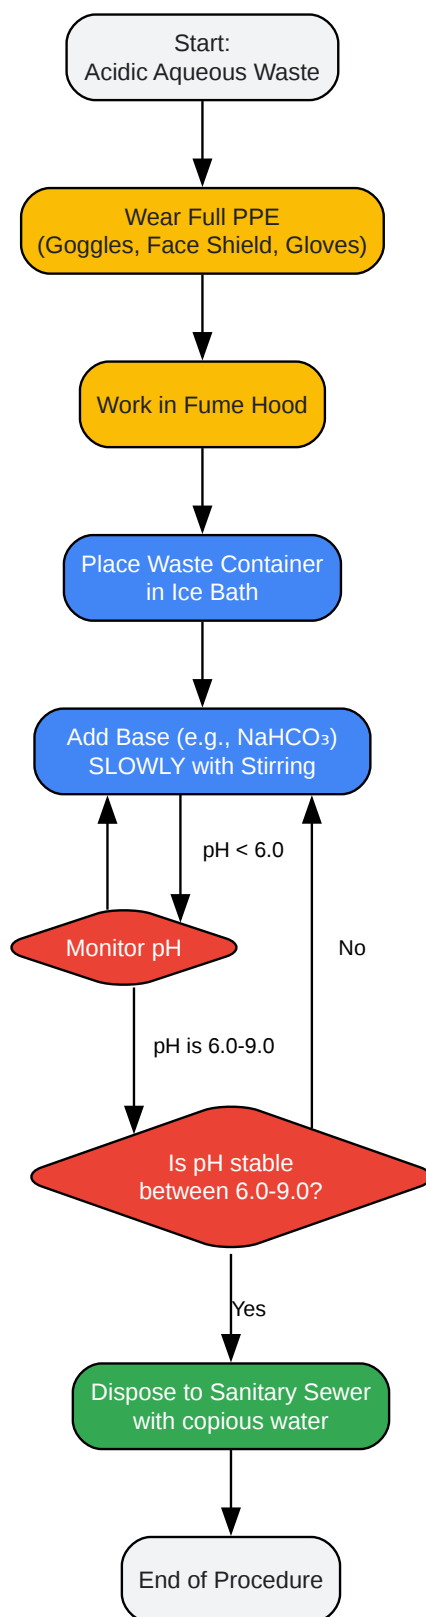 Start:
Acidic Aqueous Waste
Wear Full PPE
(Goggles, Face Shield, Gloves)
Work in Fume Hood
Place Waste Container
in Ice Bath
Add Base (e.g., NaHCO₃)
SLOWLY with Stirring
pH < 6.0
Monitor pH
No
pH is 6.0-9.0
Is pH stable
between 6.0-9.0?
Yes
Dispose to Sanitary Sewer
with copious water
End of Procedure